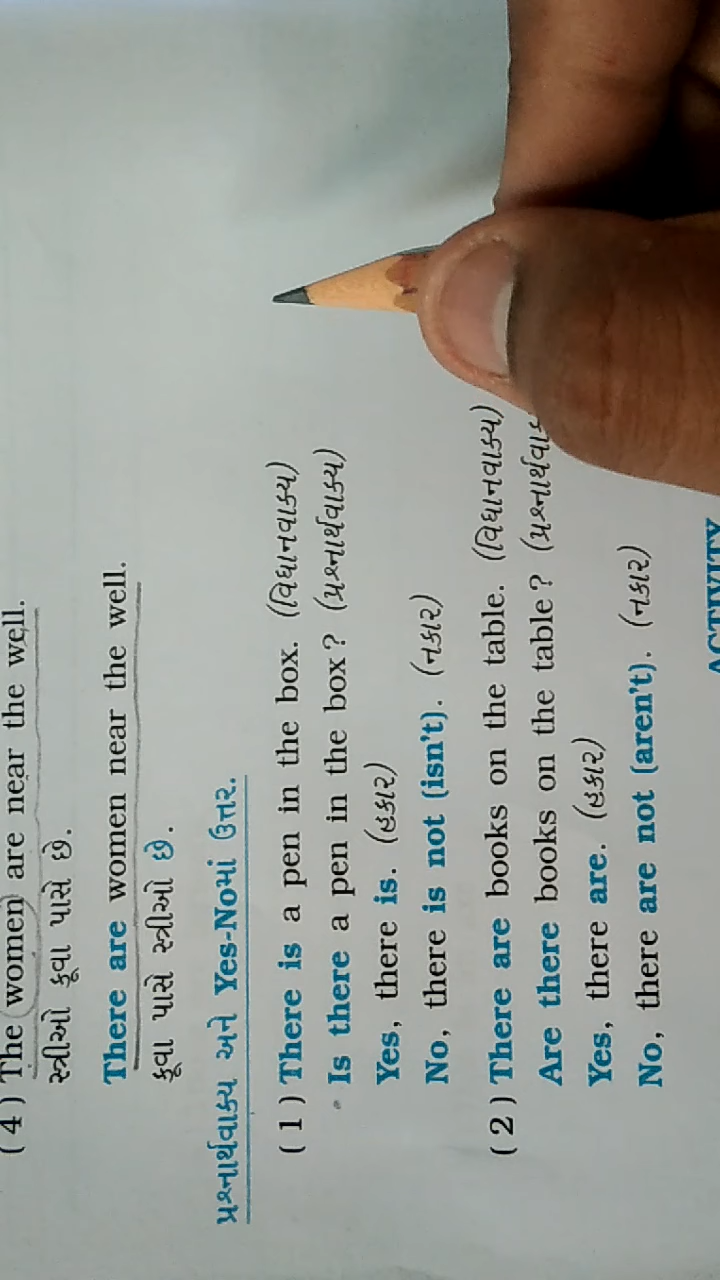 ( 4 ) The women are near the well.
સ્ત્રીઓ કૂવા પાસે છે.
There are women near the well.
કૂવા પાસે સ્ત્રીઓ છે.
પ્રશ્નાર્થવાક્ય અને Yes-Noમાં ઉત્તર.
( 1 ) There is a pen in the box. (વિધાનવાક્ય)
Is there a pen in the box ? (પ્રશ્નાર્થવાક્ય)
Yes, there is. (હકાર)
No, there is not (isn't). (નકાર)
( 2 ) There are books on the table. (વિધાનવાક્ય)
Are there books on the table ?
Yes, there are. (હકાર)
No, there are not (aren't). (નકાર)
ACTIVITY